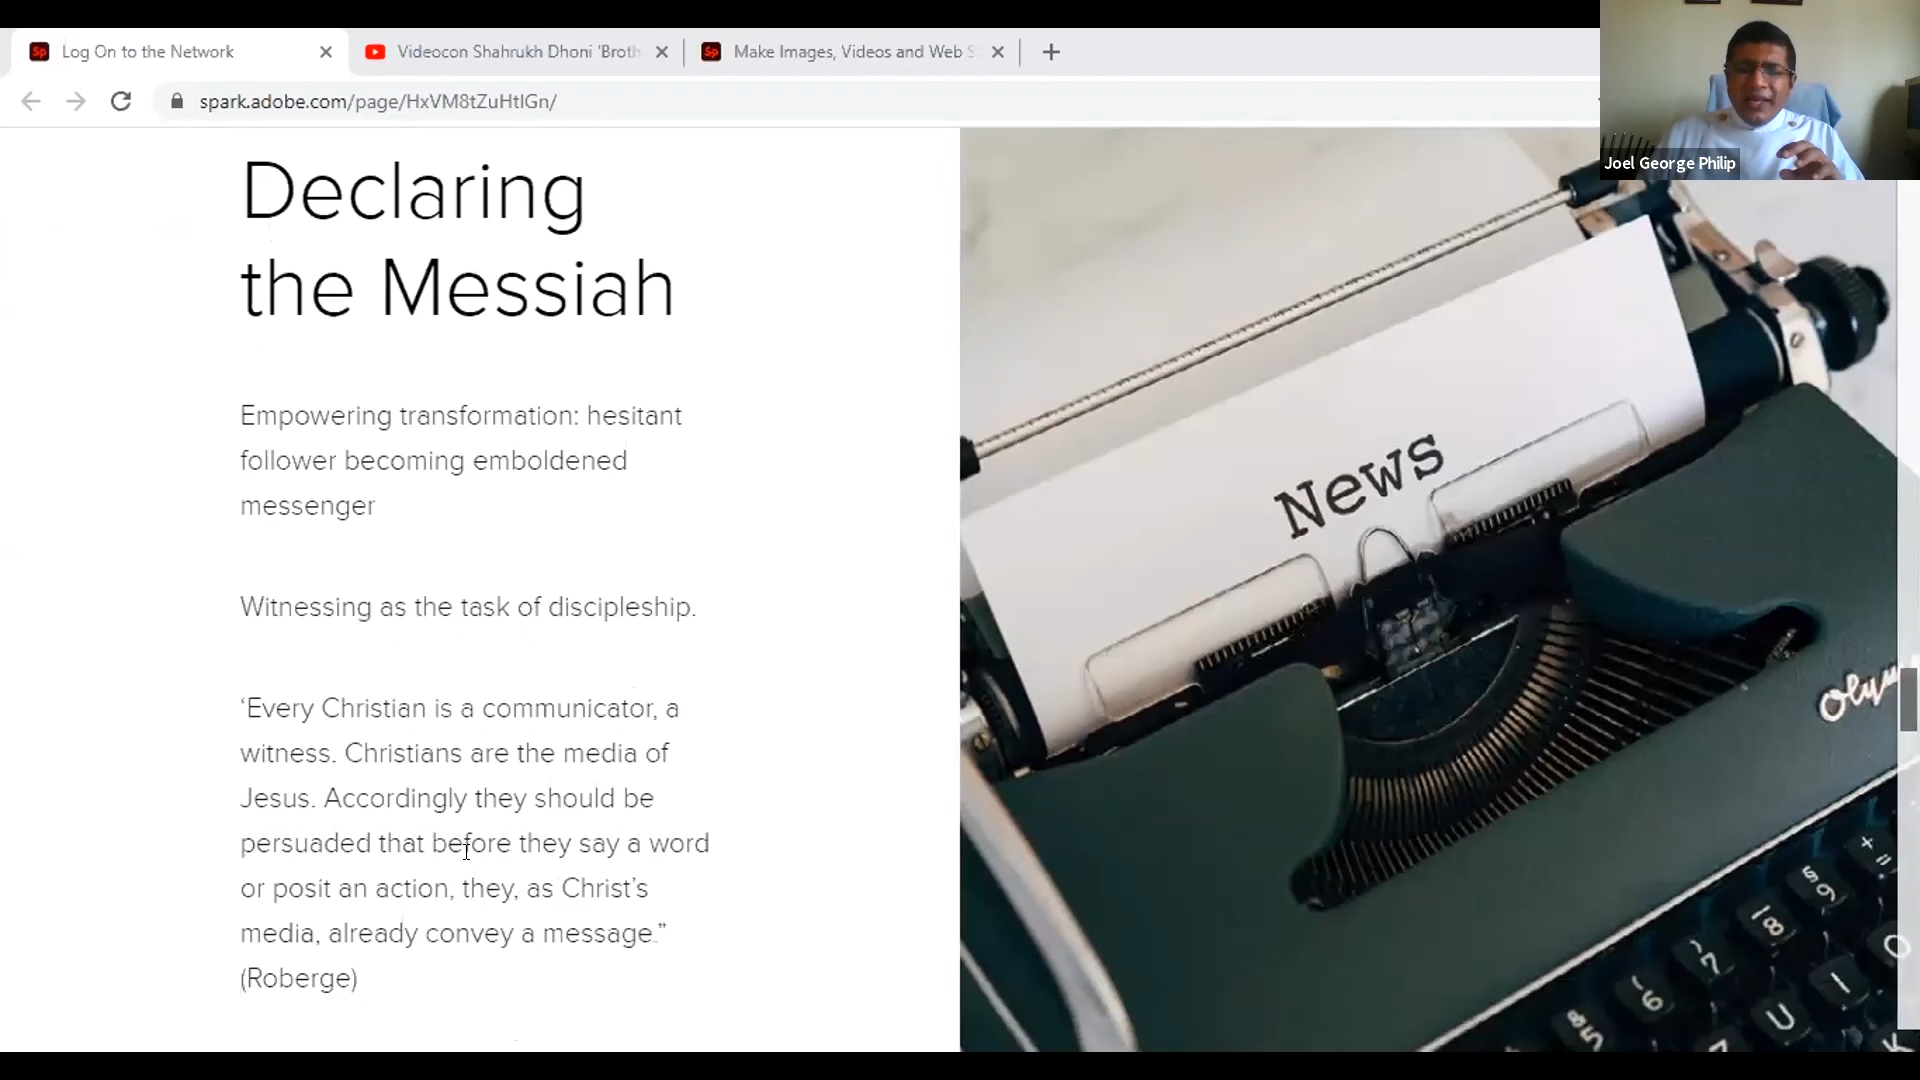 Log On to the Network
Videocon Shahrukh Dhoni 'Broth
Make Images, Videos and Web S
spark.adobe.com/page/HxVM8tZuHtlGn/
Joel George Philip
Declaring
the Messiah
Empowering transformation: hesitant
follower becoming emboldened
messenger
Witnessing as the task of discipleship.
‘Every Christian is a communicator, a
witness. Christians are the media of
Jesus. Accordingly they should be
persuaded that before they say a word
or posit an action, they, as Christ’s
media, already convey a message.”
(Roberge)
News
Olym